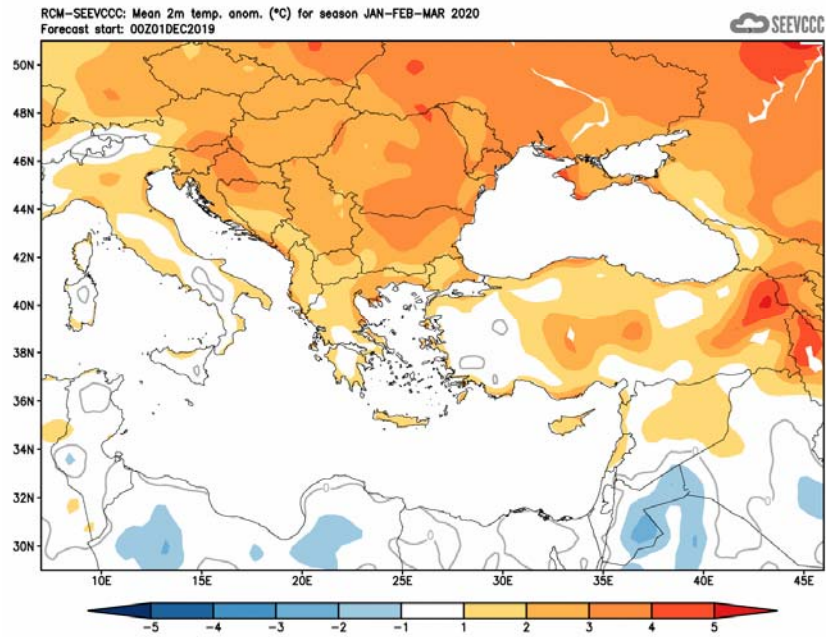 RCM-SEEVCCC: Mean 2m temp. anom. (°C) for season JAN-FEB-MAR 2020
Forecast start: 00Z01DEC2019
SEEVCCC
50N
48N
46N
44N
42N
40N
38N
36N
34N
32N
30N
10E 15E 20E 25E 30E 35E 40E 45E
-5 -4 -3 -2 -1 1 2 3 4 5